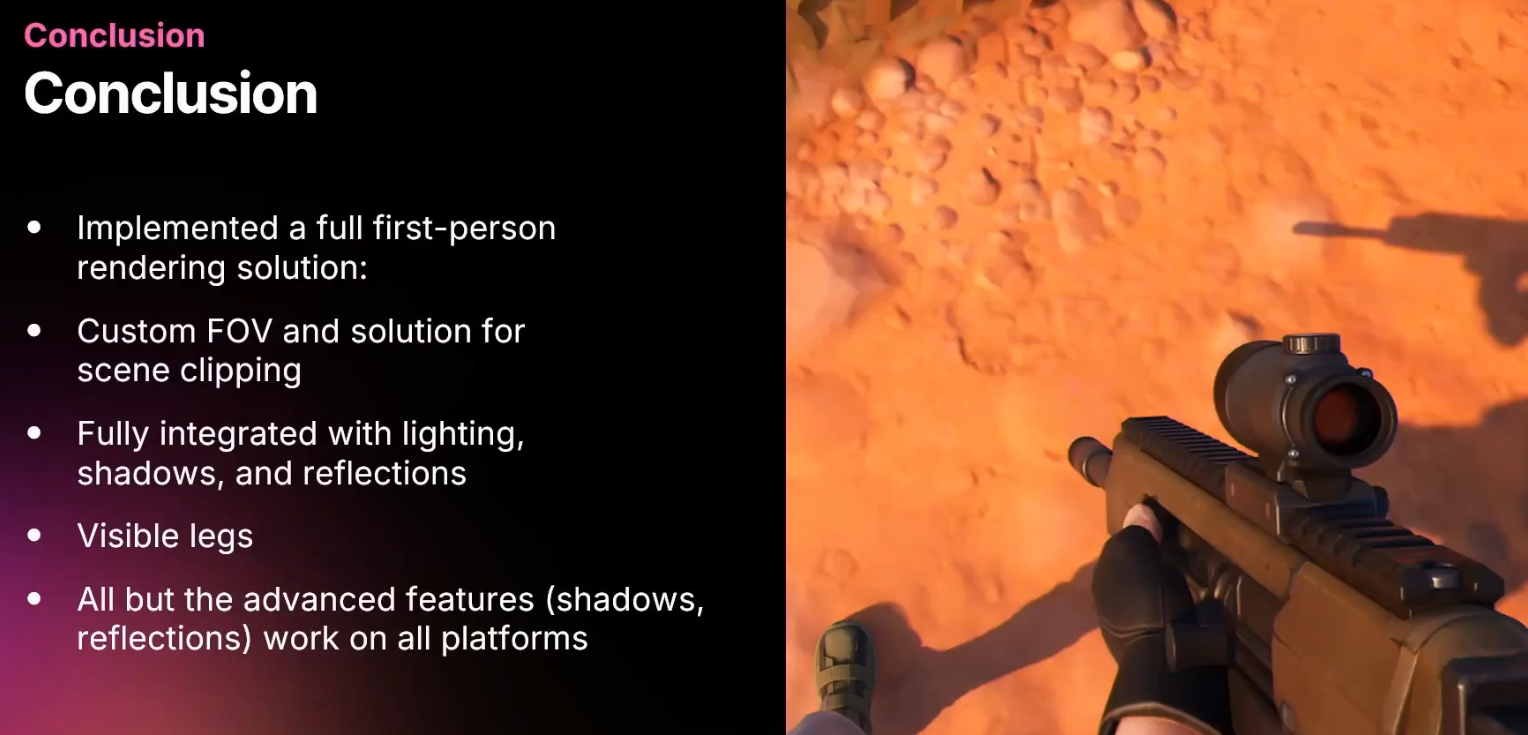 Conclusion
Conclusion
• Implemented a full first-person
rendering solution:
• Custom FOV and solution for
scene clipping
• Fully integrated with lighting,
shadows, and reflections
• Visible legs
• All but the advanced features (shadows,
reflections) work on all platforms